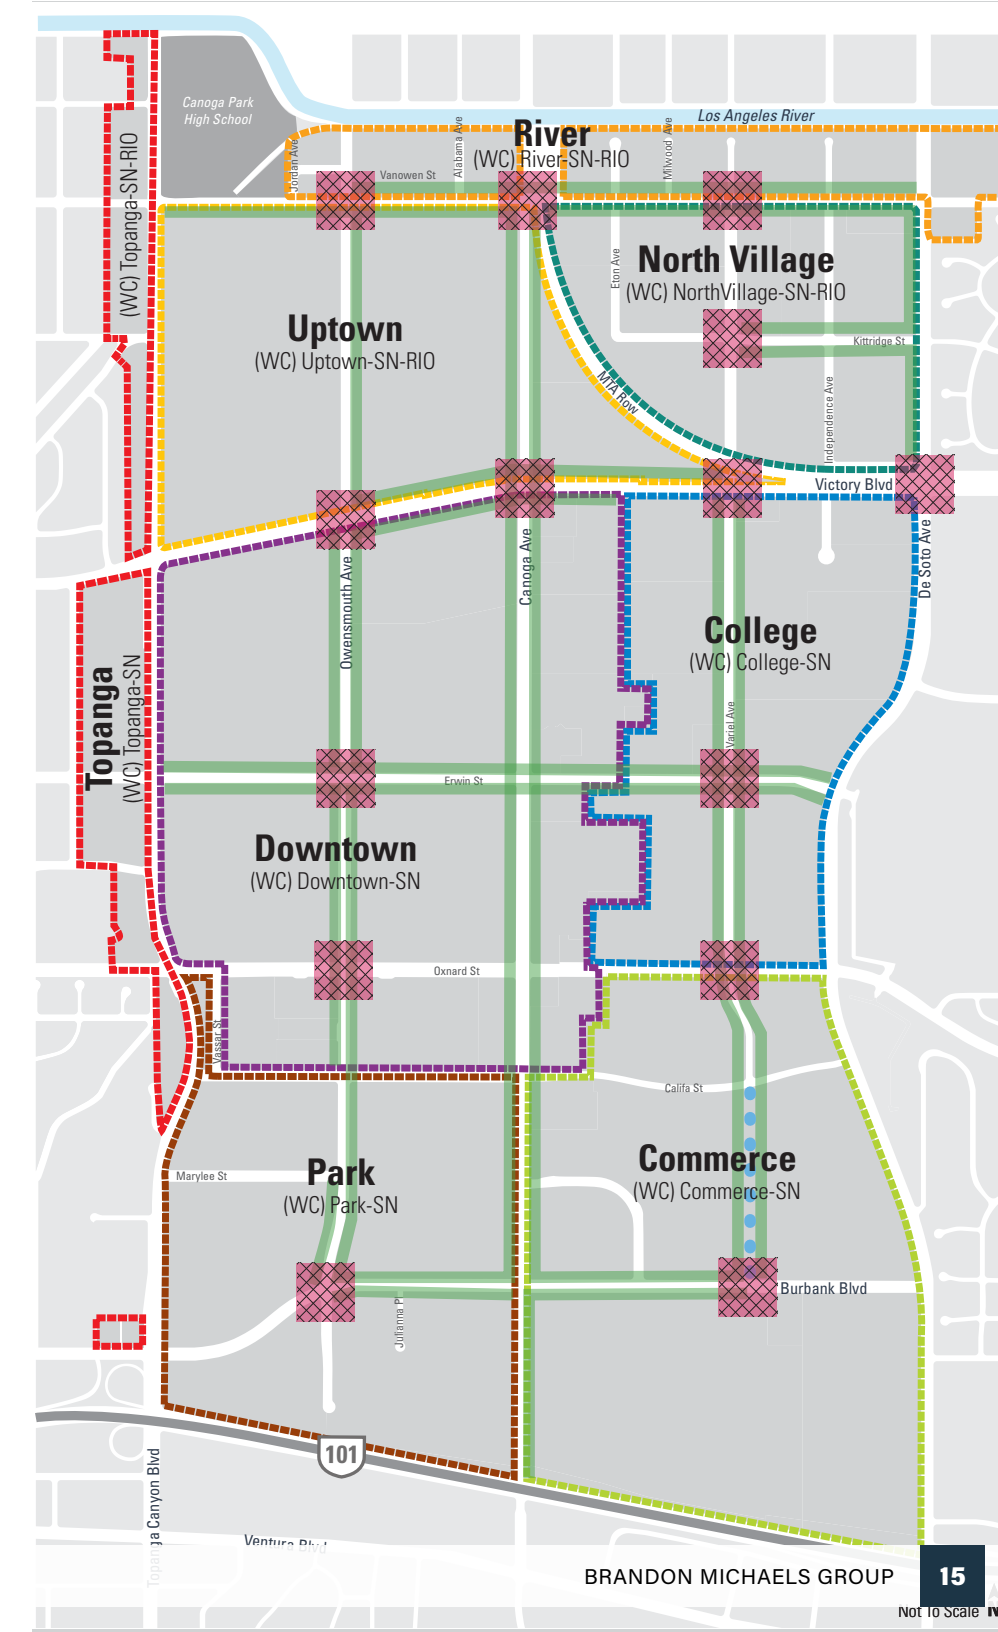 Canoga Park
High School
Los Angeles River
River
(WC) River-SN-RIO
Jordan Ave
Alabama Ave
Milwood Ave
Vanowen St
(WC) Topanga-SN-RIO
North Village
(WC) NorthVillage-SN-RIO
Eton Ave
Uptown
(WC) Uptown-SN-RIO
Kittridge St
MTA Row
Independence Ave
Victory Blvd
De Soto Ave
Canoga Ave
Owensmouth Ave
College
(WC) College-SN
Topanga
(WC) Topanga-SN
Variel Ave
Erwin St
Downtown
(WC) Downtown-SN
Oxnard St
Vassar St
Califa St
Park
(WC) Park-SN
Marylee St
Commerce
(WC) Commerce-SN
Burbank Blvd
Julianna Pl
101
Topanga Canyon Blvd
Ventura Blvd
BRANDON MICHAELS GROUP
15
Not To Scale